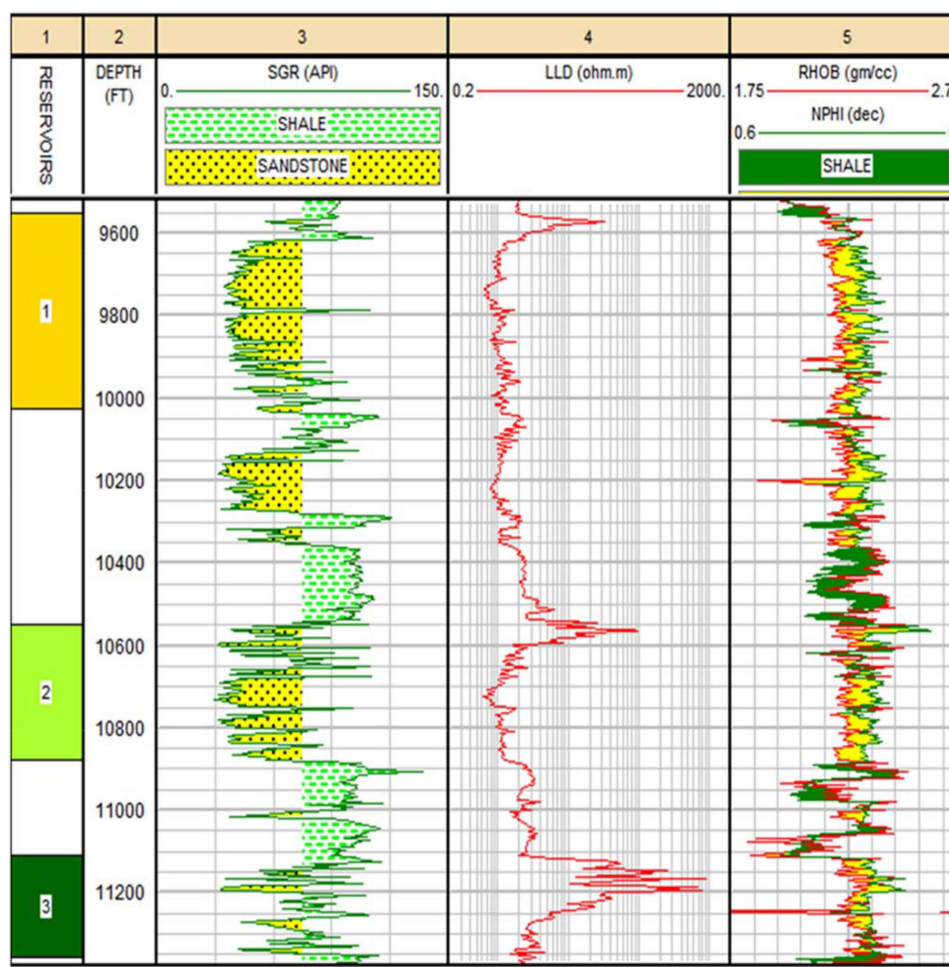 1 2 3 4 5
RESERVOIRS
DEPTH
(FT)
SGR (API)
0. 150.
SHALE
SANDSTONE
LLD (ohm.m)
0.2 2000.
RHOB (gm/cc)
1.75 2.7
NPHI (dec)
0.6
SHALE
9600
9800
10000
10200
10400
10600
10800
11000
11200
1
2
3